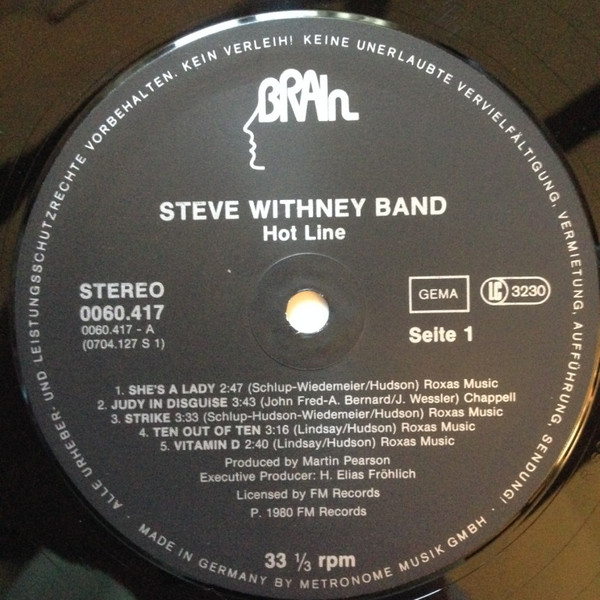 BRAIN
STEVE WITHNEY BAND
Hot Line
STEREO
0060.417
0060.417 - A
(0704.127 S 1)
GEMA
LC 3230
Seite 1
1. SHE'S A LADY 2:47 (Schlup-Wiedemeier/Hudson) Roxas Music
2. JUDY IN DISGUISE 3:43 (John Fred-A. Bernard/J. Wessler) Chappell
3. STRIKE 3:33 (Schlup-Hudson-Wiedemeier/Hudson) Roxas Music
4. TEN OUT OF TEN 3:16 (Lindsay/Hudson) Roxas Music
5. VITAMIN D 2:40 (Lindsay/Hudson) Roxas Music
Produced by Martin Pearson
Executive Producer: H. Elias Fröhlich
Licensed by FM Records
P. 1980 FM Records
33 ⅓ rpm
· ALLE URHEBER- UND LEISTUNGSSCHUTZRECHTE VORBEHALTEN. KEIN VERLEIH! KEINE UNERLAUBTE VERVIELFÄLTIGUNG, VERMIETUNG, AUFFÜHRUNG, SENDUNG! ·
MADE IN GERMANY BY METRONOME MUSIK GMBH